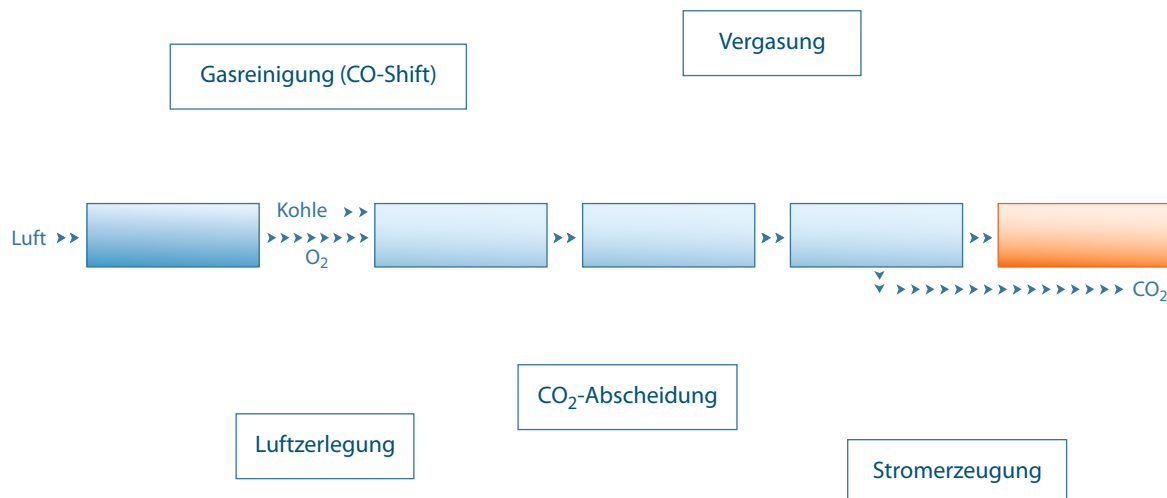 Vergasung
Gasreinigung (CO-Shift)
Kohle
Luft
O₂
CO₂
CO₂-Abscheidung
Luftzerlegung
Stromerzeugung